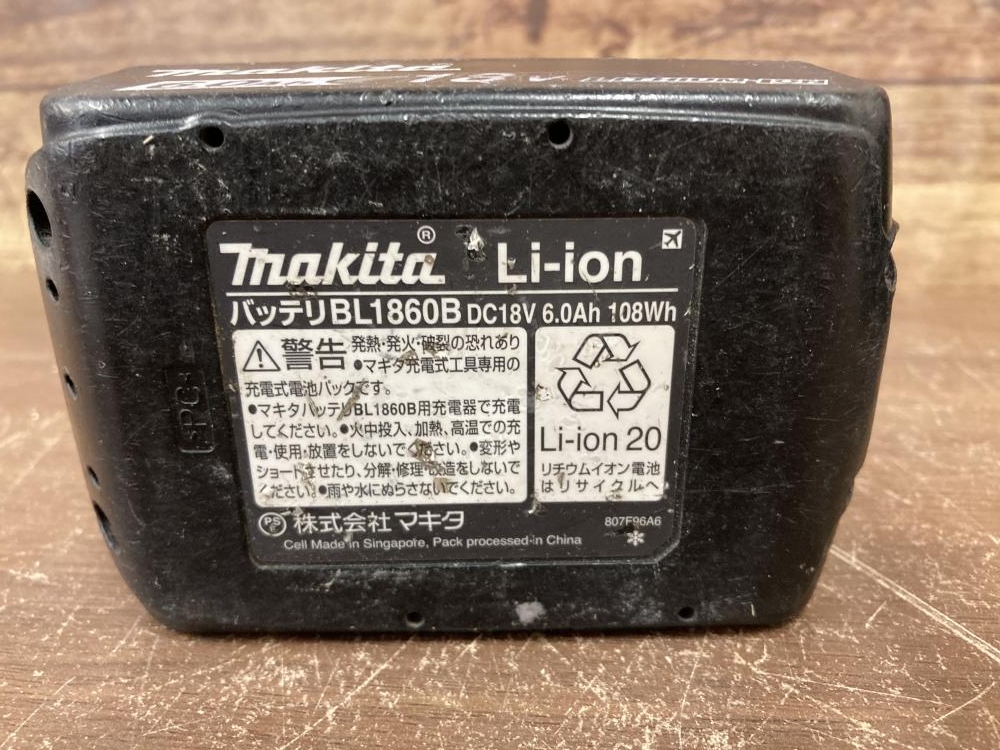 makita
18V
makita® Li-ion
バッテリBL1860B DC18V 6.0Ah 108Wh
警告 発熱・発火・破裂の恐れあり
●マキタ充電式工具専用の
充電式電池パックです。
●マキタバッテリBL1860B用充電器で充電
してください。●火中投入、加熱、高温での充
電・使用・放置をしないでください。●変形や
ショートさせたり、分解・修理・改造をしないで
ください。●雨や水にぬらさないでください。
Li-ion 20
リチウムイオン電池
はリサイクルへ
PS E 株式会社マキタ
807F96A6
Cell Made in Singapore, Pack processed in China
>PC<